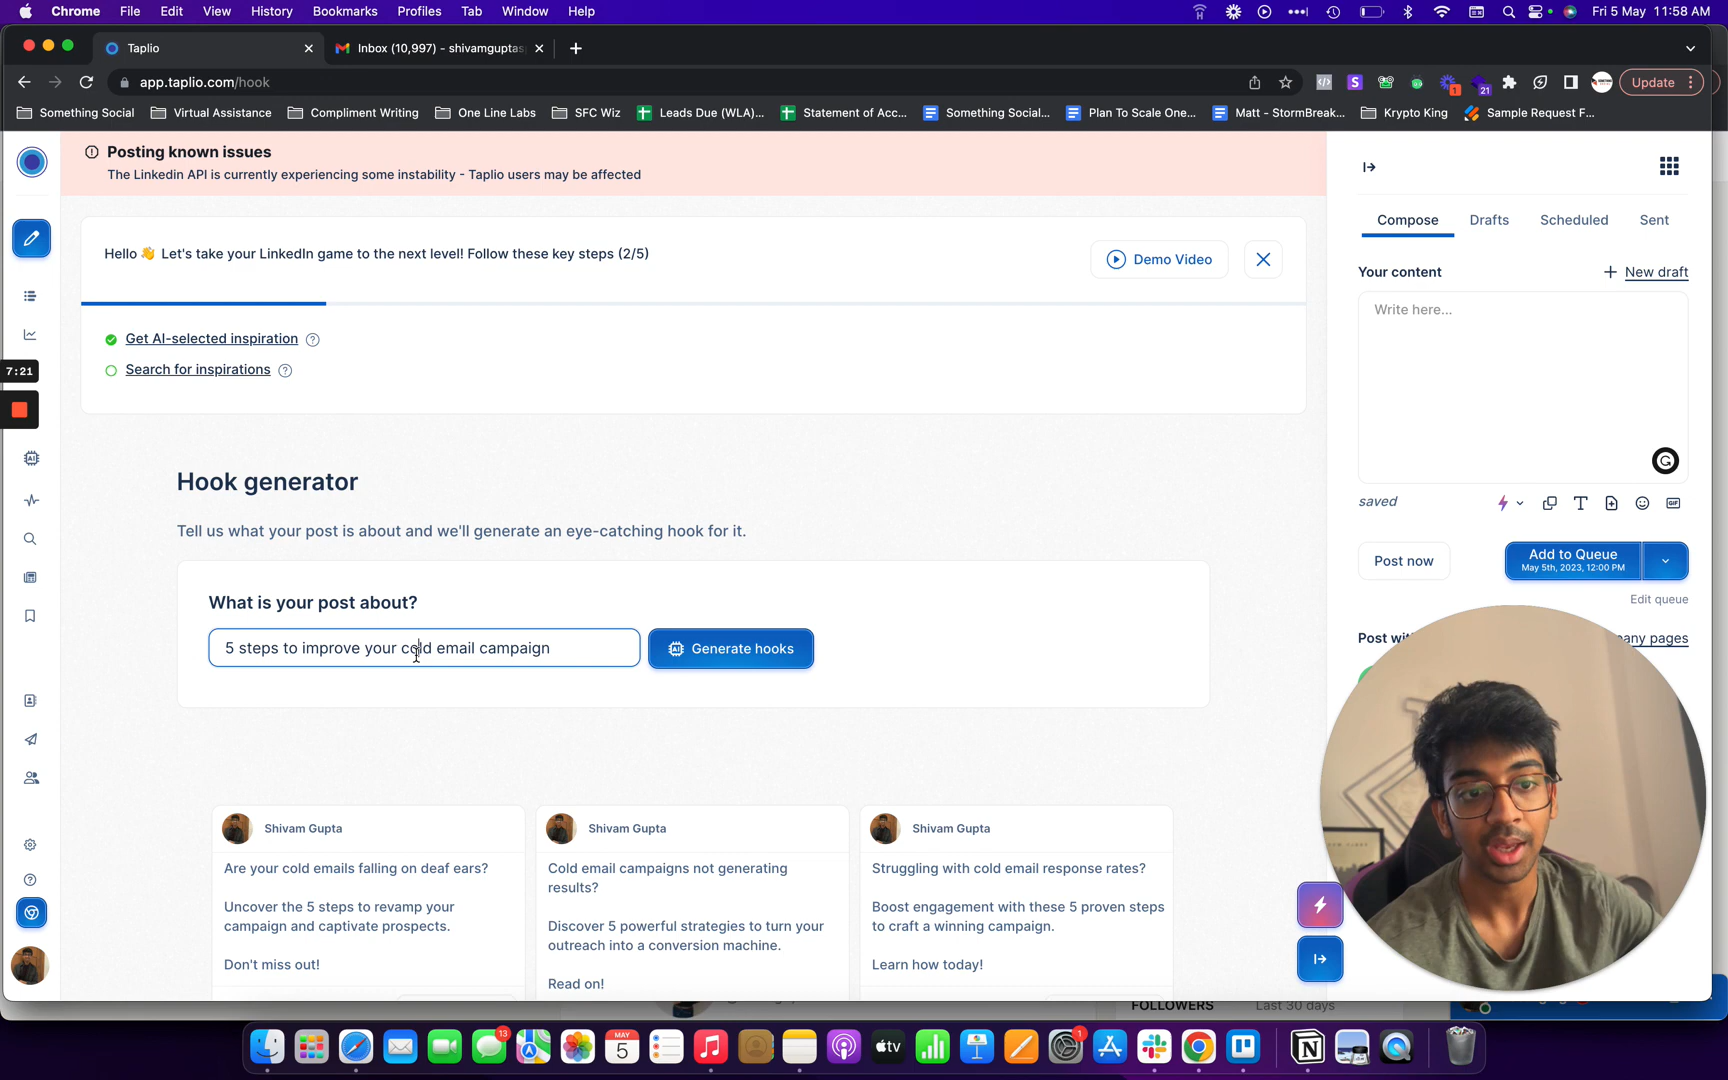 Chrome File Edit View History Bookmarks Profiles Tab Window Help
Fri 5 May 11:58 AM
Taplio
Inbox (10,997) - shivamguptas
app.taplio.com/hook
1
21
Update
Something Social
Virtual Assistance
Compliment Writing
One Line Labs
SFC Wiz
Leads Due (WLA)...
Statement of Acc...
Something Social...
Plan To Scale One...
Matt - StormBreak...
Krypto King
Sample Request F...
Posting known issues
The Linkedin API is currently experiencing some instability - Taplio users may be affected
Hello 👋 Let's take your LinkedIn game to the next level! Follow these key steps (2/5)
Demo Video
Get AI-selected inspiration
Search for inspirations
7:21
AI
Hook generator
Tell us what your post is about and we'll generate an eye-catching hook for it.
What is your post about?
5 steps to improve your cold email campaign
Generate hooks
Shivam Gupta
Are your cold emails falling on deaf ears?
Uncover the 5 steps to revamp your
campaign and captivate prospects.
Don't miss out!
Shivam Gupta
Cold email campaigns not generating
results?
Discover 5 powerful strategies to turn your
outreach into a conversion machine.
Read on!
Shivam Gupta
Struggling with cold email response rates?
Boost engagement with these 5 proven steps
to craft a winning campaign.
Learn how today!
Compose
Drafts
Scheduled
Sent
Your content
New draft
Write here...
saved
GIF
Post now
Add to Queue
May 5th, 2023, 12:00 PM
Edit queue
Post wi
any pages
FOLLOWERS
Last 30 days
13
MAY
5
tv
1